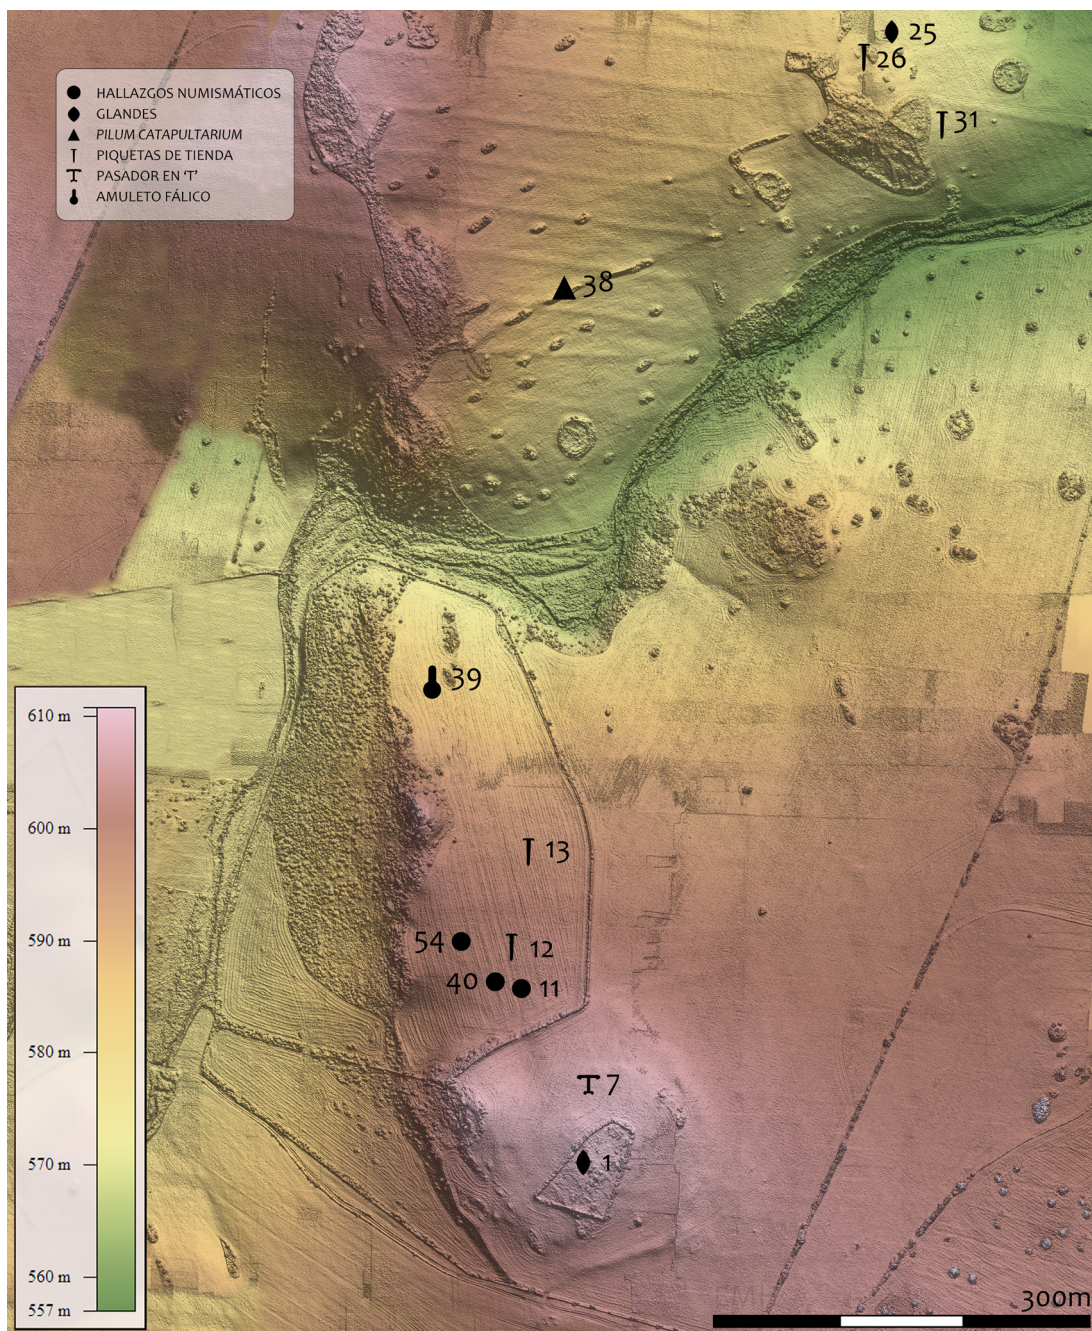 HALLAZGOS NUMISMÁTICOS
GLANDES
PILUM CATAPULTARIUM
PIQUETAS DE TIENDA
PASADOR EN ‘T’
AMULETO FÁLICO
25
26
31
38
39
13
54
12
40
11
7
1
610 m
600 m
590 m
580 m
570 m
560 m
557 m
300m